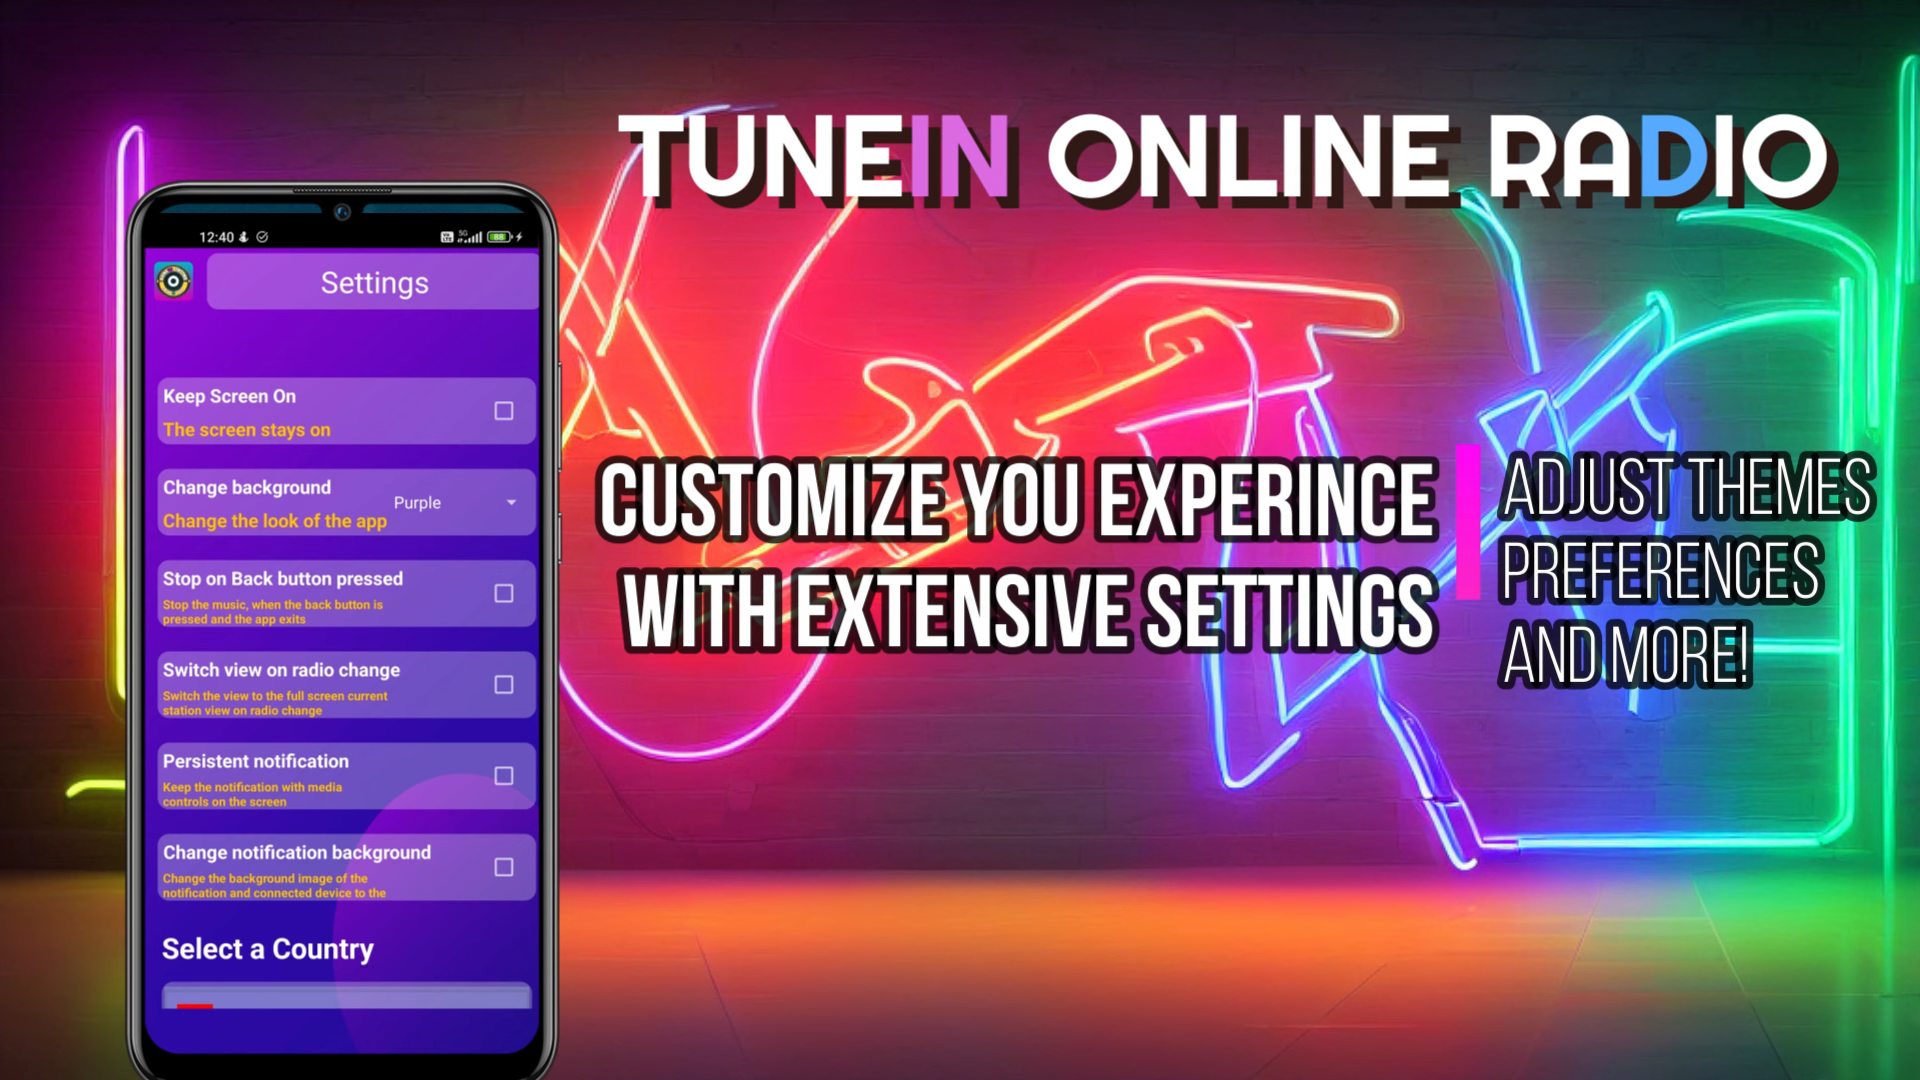 TUNEIN ONLINE RADIO
12:40
5G
88
Settings
Keep Screen On
The screen stays on
Change background
Change the look of the app
Purple
Stop on Back button pressed
Stop the music, when the back button is
pressed and the app exits
Switch view on radio change
Switch the view to the full screen current
station view on radio change
Persistent notification
Keep the notification with media
controls on the screen
Change notification background
Change the background image of the
notification and connected device to the
Select a Country
CUSTOMIZE YOU EXPERINCE
WITH EXTENSIVE SETTINGS
ADJUST THEMES
PREFERENCES
AND MORE!